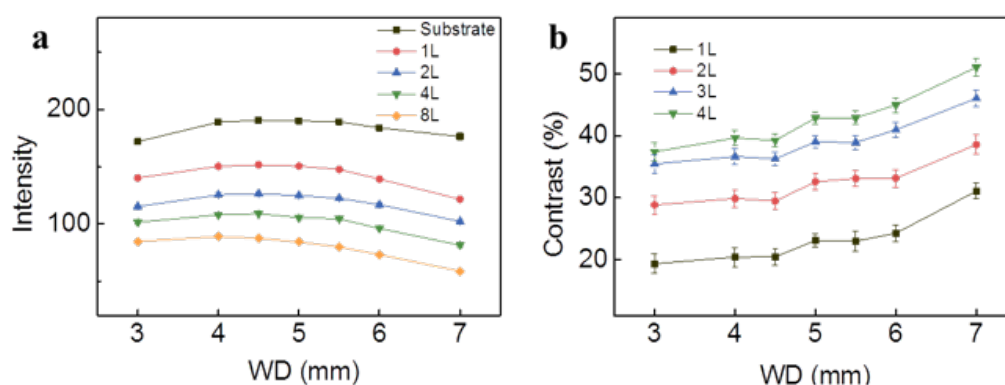 a
Intensity
200
100
3 4 5 6 7
WD (mm)
Substrate
1L
2L
4L
8L
b
Contrast (%)
50
40
30
20
3 4 5 6 7
WD (mm)
1L
2L
3L
4L